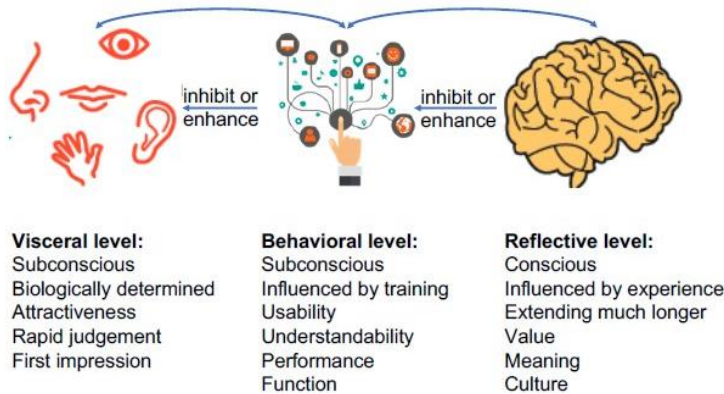 inhibit or
enhance
inhibit or
enhance
Visceral level:
Subconscious
Biologically determined
Attractiveness
Rapid judgement
First impression
Behavioral level:
Subconscious
Influenced by training
Usability
Understandability
Performance
Function
Reflective level:
Conscious
Influenced by experience
Extending much longer
Value
Meaning
Culture